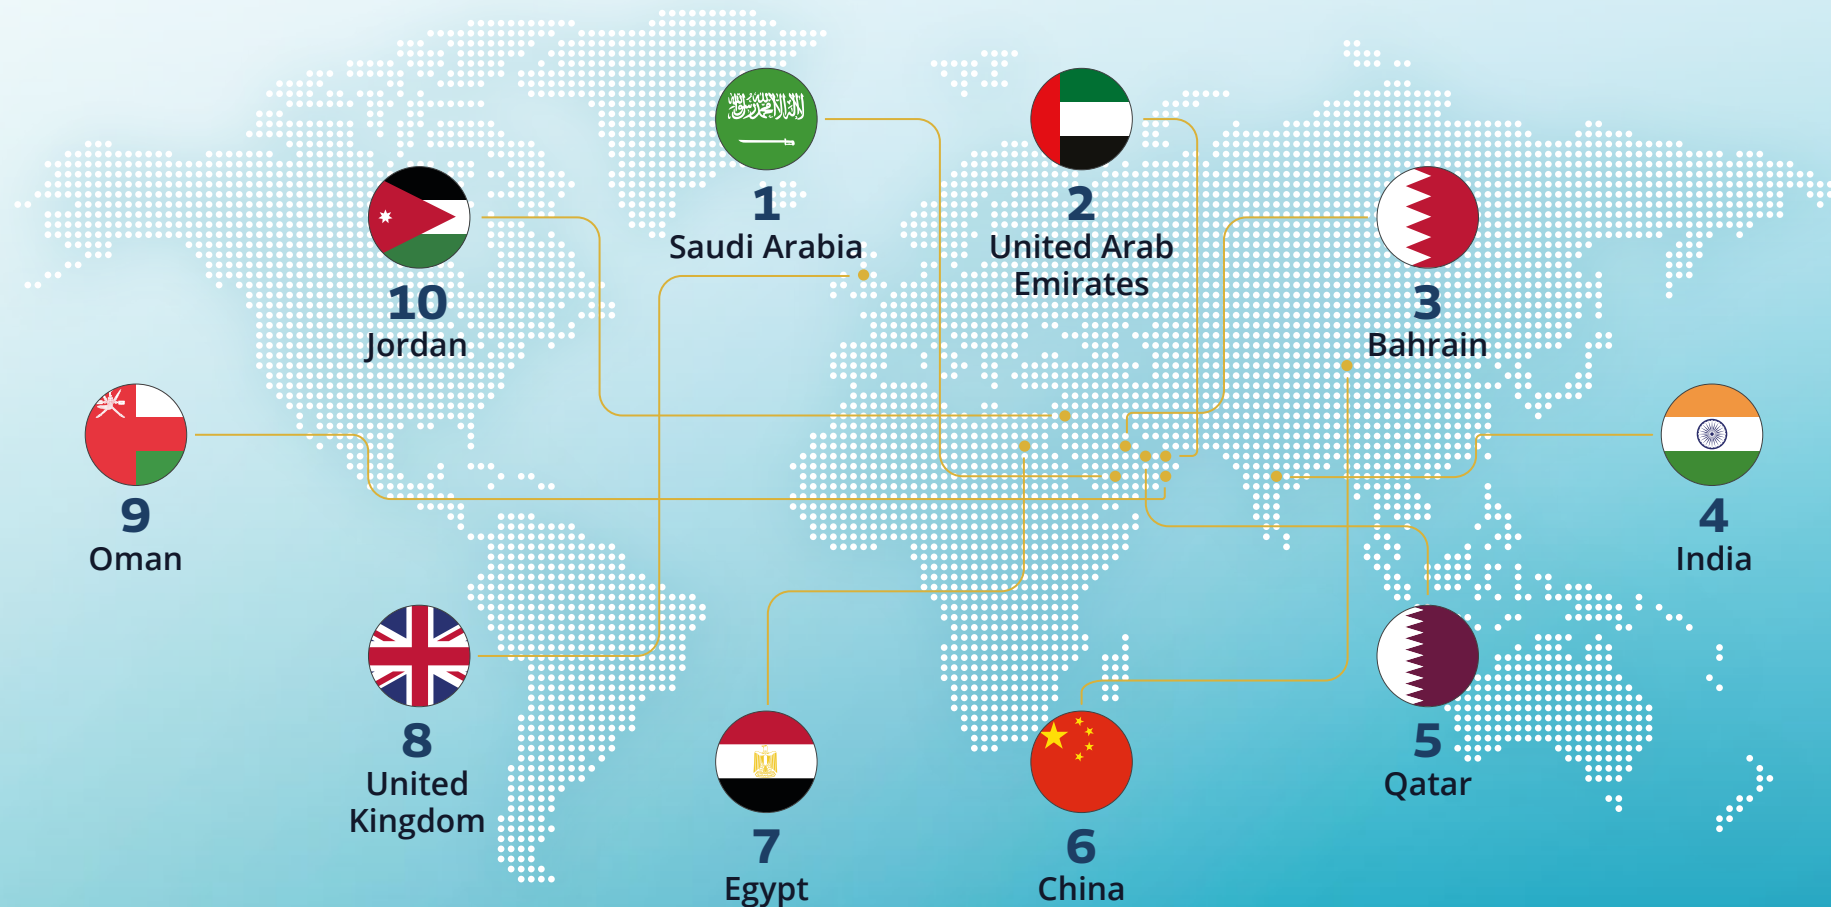 1
Saudi Arabia
2
United Arab
Emirates
3
Bahrain
4
India
5
Qatar
6
China
7
Egypt
8
United
Kingdom
9
Oman
10
Jordan